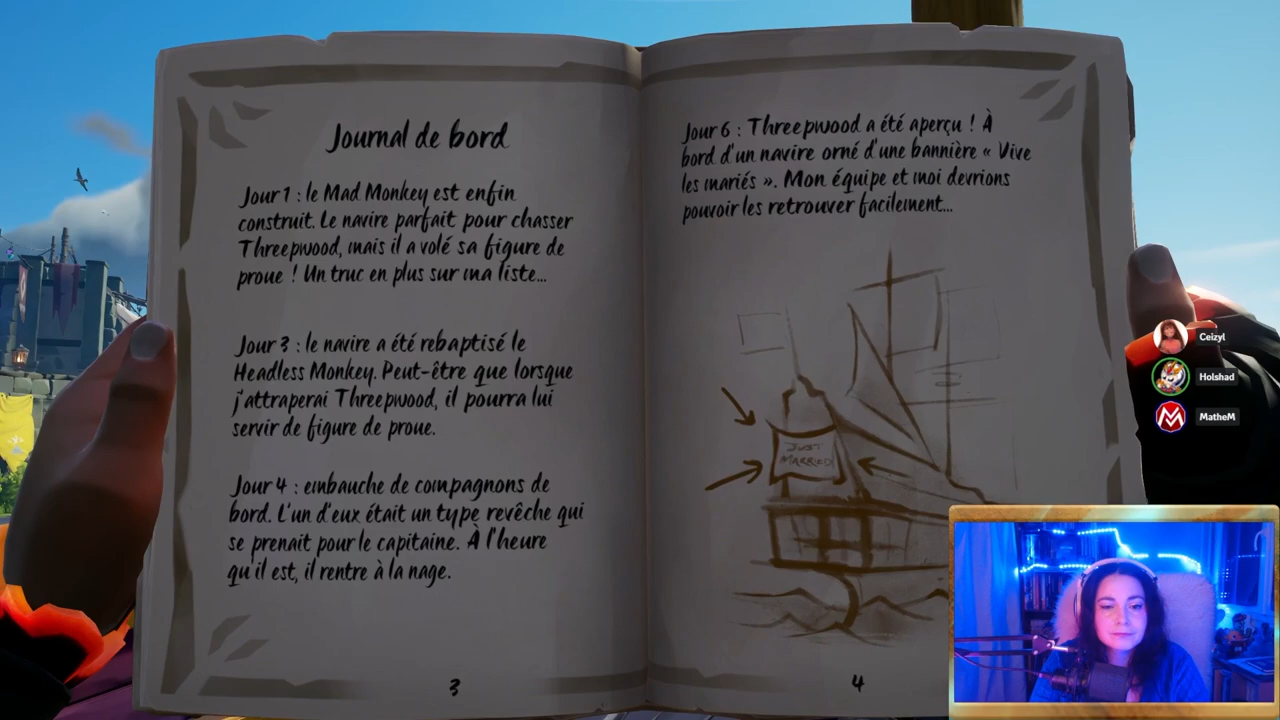 Journal de bord
Jour 1 : le Mad Monkey est enfin
construit. Le navire parfait pour chasser
Threepwood, mais il a volé sa figure de
proue ! Un truc en plus sur ma liste...
Jour 3 : le navire a été rebaptisé le
Headless Monkey. Peut-être que lorsque
j'attraperai Threepwood, il pourra lui
servir de figure de proue.
Jour 4 : embauche de compagnons de
bord. L'un d'eux était un type revêche qui
se prenait pour le capitaine. À l'heure
qu'il est, il rentre à la nage.
3
Jour 6 : Threepwood a été aperçu ! À
bord d'un navire orné d'une bannière « Vive
les mariés ». Mon équipe et moi devrions
pouvoir les retrouver facilement...
JUST
MARRIED!
4
Ceizyl
Holshad
MatheM